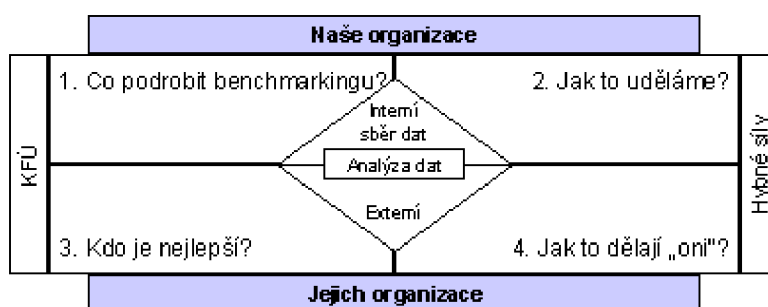 Naše organizace
KFÚ
1. Co podrobit benchmarkingu?
2. Jak to uděláme?
Interní
sběr dat
Analýza dat
Externí
3. Kdo je nejlepší?
4. Jak to dělají „oni"?
Hybné síly
Jejich organizace